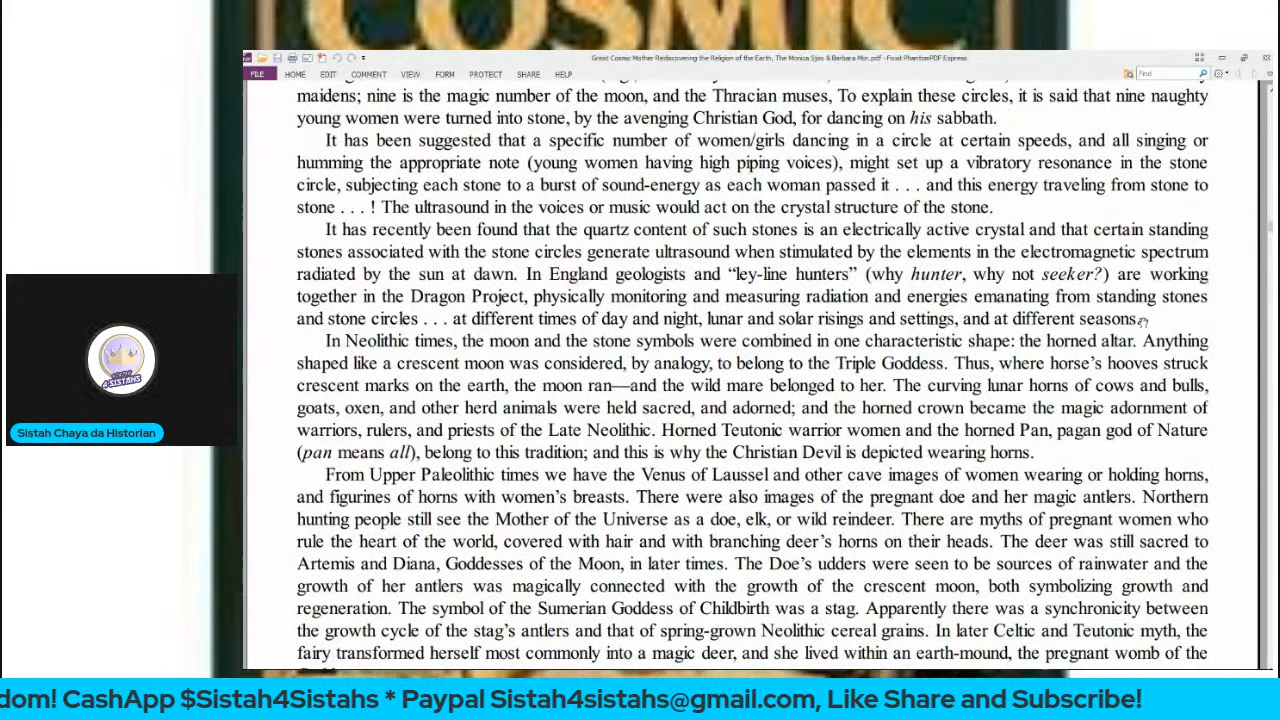 COSMIC
Great Cosmic Mother Rediscovering the Religion of the Earth, The Monica Sjoo & Barbara Mor.pdf - Foxit PhantomPDF Express
FILE HOME EDIT COMMENT VIEW FORM PROTECT SHARE HELP Find
maidens; nine is the magic number of the moon, and the Thracian muses, To explain these circles, it is said that nine naughty
young women were turned into stone, by the avenging Christian God, for dancing on his sabbath.
It has been suggested that a specific number of women/girls dancing in a circle at certain speeds, and all singing or
humming the appropriate note (young women having high piping voices), might set up a vibratory resonance in the stone
circle, subjecting each stone to a burst of sound-energy as each woman passed it . . . and this energy traveling from stone to
stone . . . ! The ultrasound in the voices or music would act on the crystal structure of the stone.
It has recently been found that the quartz content of such stones is an electrically active crystal and that certain standing
stones associated with the stone circles generate ultrasound when stimulated by the elements in the electromagnetic spectrum
radiated by the sun at dawn. In England geologists and “ley-line hunters” (why hunter, why not seeker?) are working
together in the Dragon Project, physically monitoring and measuring radiation and energies emanating from standing stones
and stone circles . . . at different times of day and night, lunar and solar risings and settings, and at different seasons.
In Neolithic times, the moon and the stone symbols were combined in one characteristic shape: the horned altar. Anything
shaped like a crescent moon was considered, by analogy, to belong to the Triple Goddess. Thus, where horse’s hooves struck
crescent marks on the earth, the moon ran—and the wild mare belonged to her. The curving lunar horns of cows and bulls,
goats, oxen, and other herd animals were held sacred, and adorned; and the horned crown became the magic adornment of
warriors, rulers, and priests of the Late Neolithic. Horned Teutonic warrior women and the horned Pan, pagan god of Nature
(pan means all), belong to this tradition; and this is why the Christian Devil is depicted wearing horns.
From Upper Paleolithic times we have the Venus of Laussel and other cave images of women wearing or holding horns,
and figurines of horns with women’s breasts. There were also images of the pregnant doe and her magic antlers. Northern
hunting people still see the Mother of the Universe as a doe, elk, or wild reindeer. There are myths of pregnant women who
rule the heart of the world, covered with hair and with branching deer’s horns on their heads. The deer was still sacred to
Artemis and Diana, Goddesses of the Moon, in later times. The Doe’s udders were seen to be sources of rainwater and the
growth of her antlers was magically connected with the growth of the crescent moon, both symbolizing growth and
regeneration. The symbol of the Sumerian Goddess of Childbirth was a stag. Apparently there was a synchronicity between
the growth cycle of the stag’s antlers and that of spring-grown Neolithic cereal grains. In later Celtic and Teutonic myth, the
fairy transformed herself most commonly into a magic deer, and she lived within an earth-mound, the pregnant womb of the
4 SISTAHS
Sistah Chaya da Historian
dom! CashApp $Sistah4Sistahs * Paypal Sistah4sistahs@gmail.com, Like Share and Subscribe!